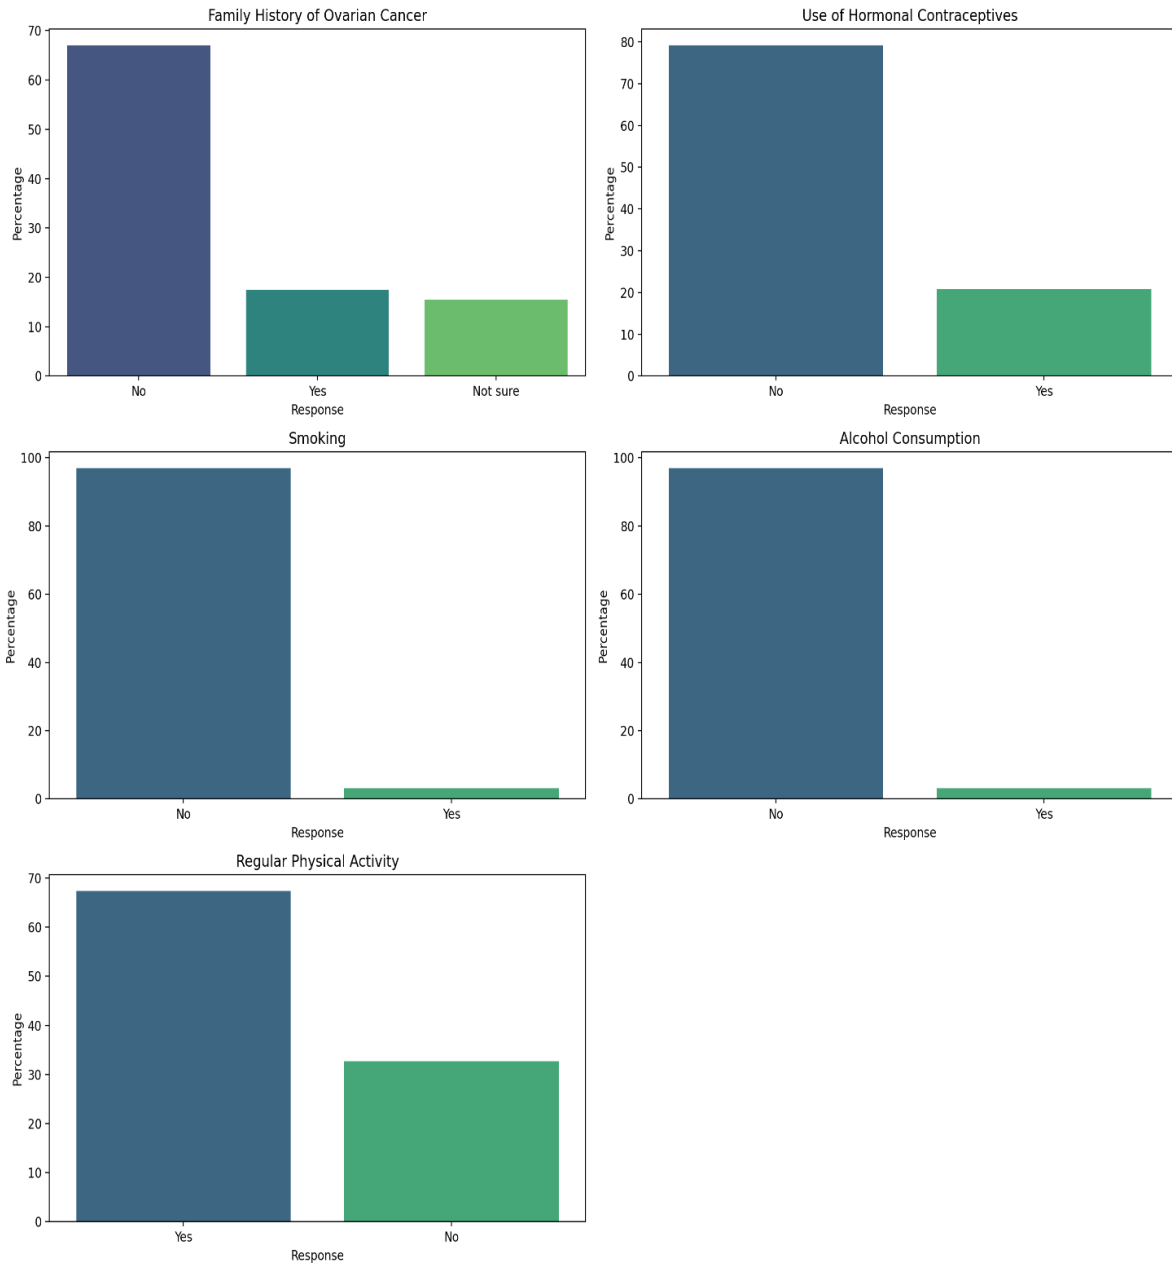 Family History of Ovarian Cancer
70
60
50
40
30
20
10
0
Percentage
No Yes Not sure
Response
Use of Hormonal Contraceptives
80
70
60
50
40
30
20
10
0
Percentage
No Yes
Response
Smoking
100
80
60
40
20
0
Percentage
No Yes
Response
Alcohol Consumption
100
80
60
40
20
0
Percentage
No Yes
Response
Regular Physical Activity
70
60
50
40
30
20
10
0
Percentage
Yes No
Response